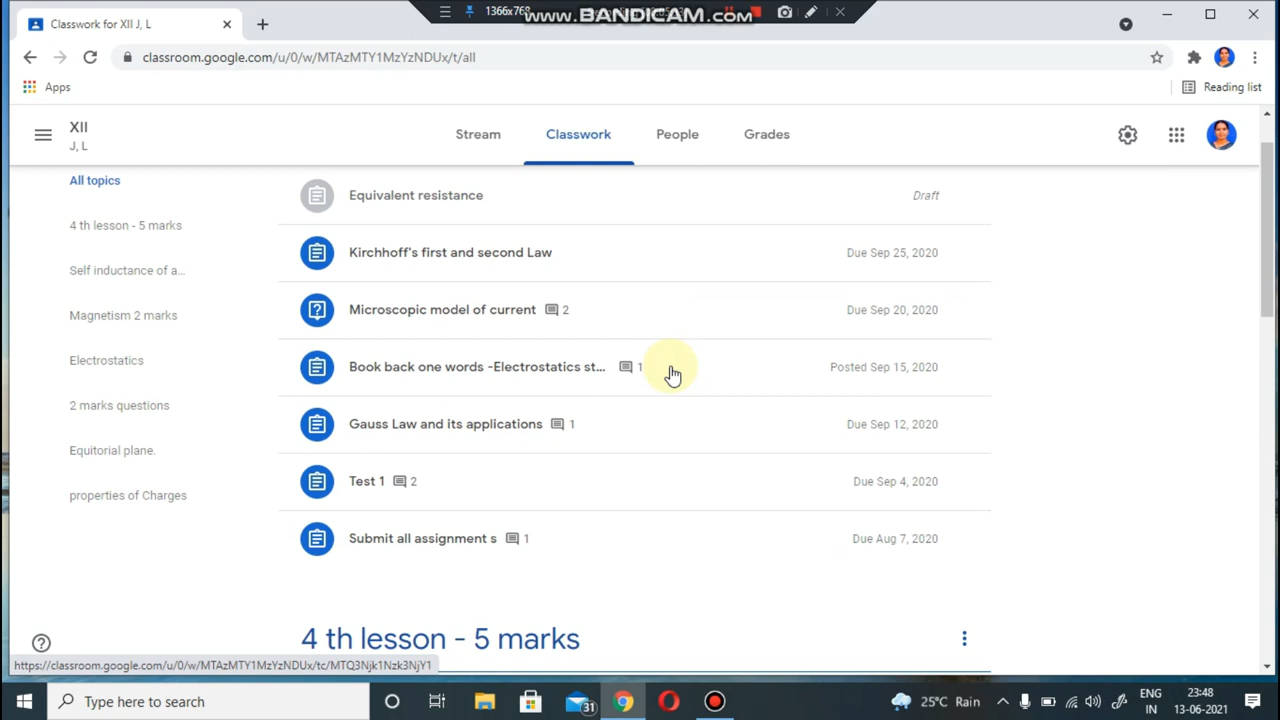 Classwork for XII J, L
1366x768
www.BANDICAM.com
classroom.google.com/u/0/w/MTAzMTY1MzYzNDUx/t/all
Apps
Reading list
XII
J, L
Stream
Classwork
People
Grades
All topics
4 th lesson - 5 marks
Self inductance of a...
Magnetism 2 marks
Electrostatics
2 marks questions
Equitorial plane.
properties of Charges
Equivalent resistance
Draft
Kirchhoff's first and second Law
Due Sep 25, 2020
Microscopic model of current 2
Due Sep 20, 2020
Book back one words -Electrostatics st... 1
Posted Sep 15, 2020
Gauss Law and its applications 1
Due Sep 12, 2020
Test 1 2
Due Sep 4, 2020
Submit all assignment s 1
Due Aug 7, 2020
4 th lesson - 5 marks
https://classroom.google.com/u/0/w/MTAzMTY1MzYzNDUx/tc/MTQ3Njk1Nzk3NjY1
Type here to search
31
25°C Rain
ENG
IN
23:48
13-06-2021